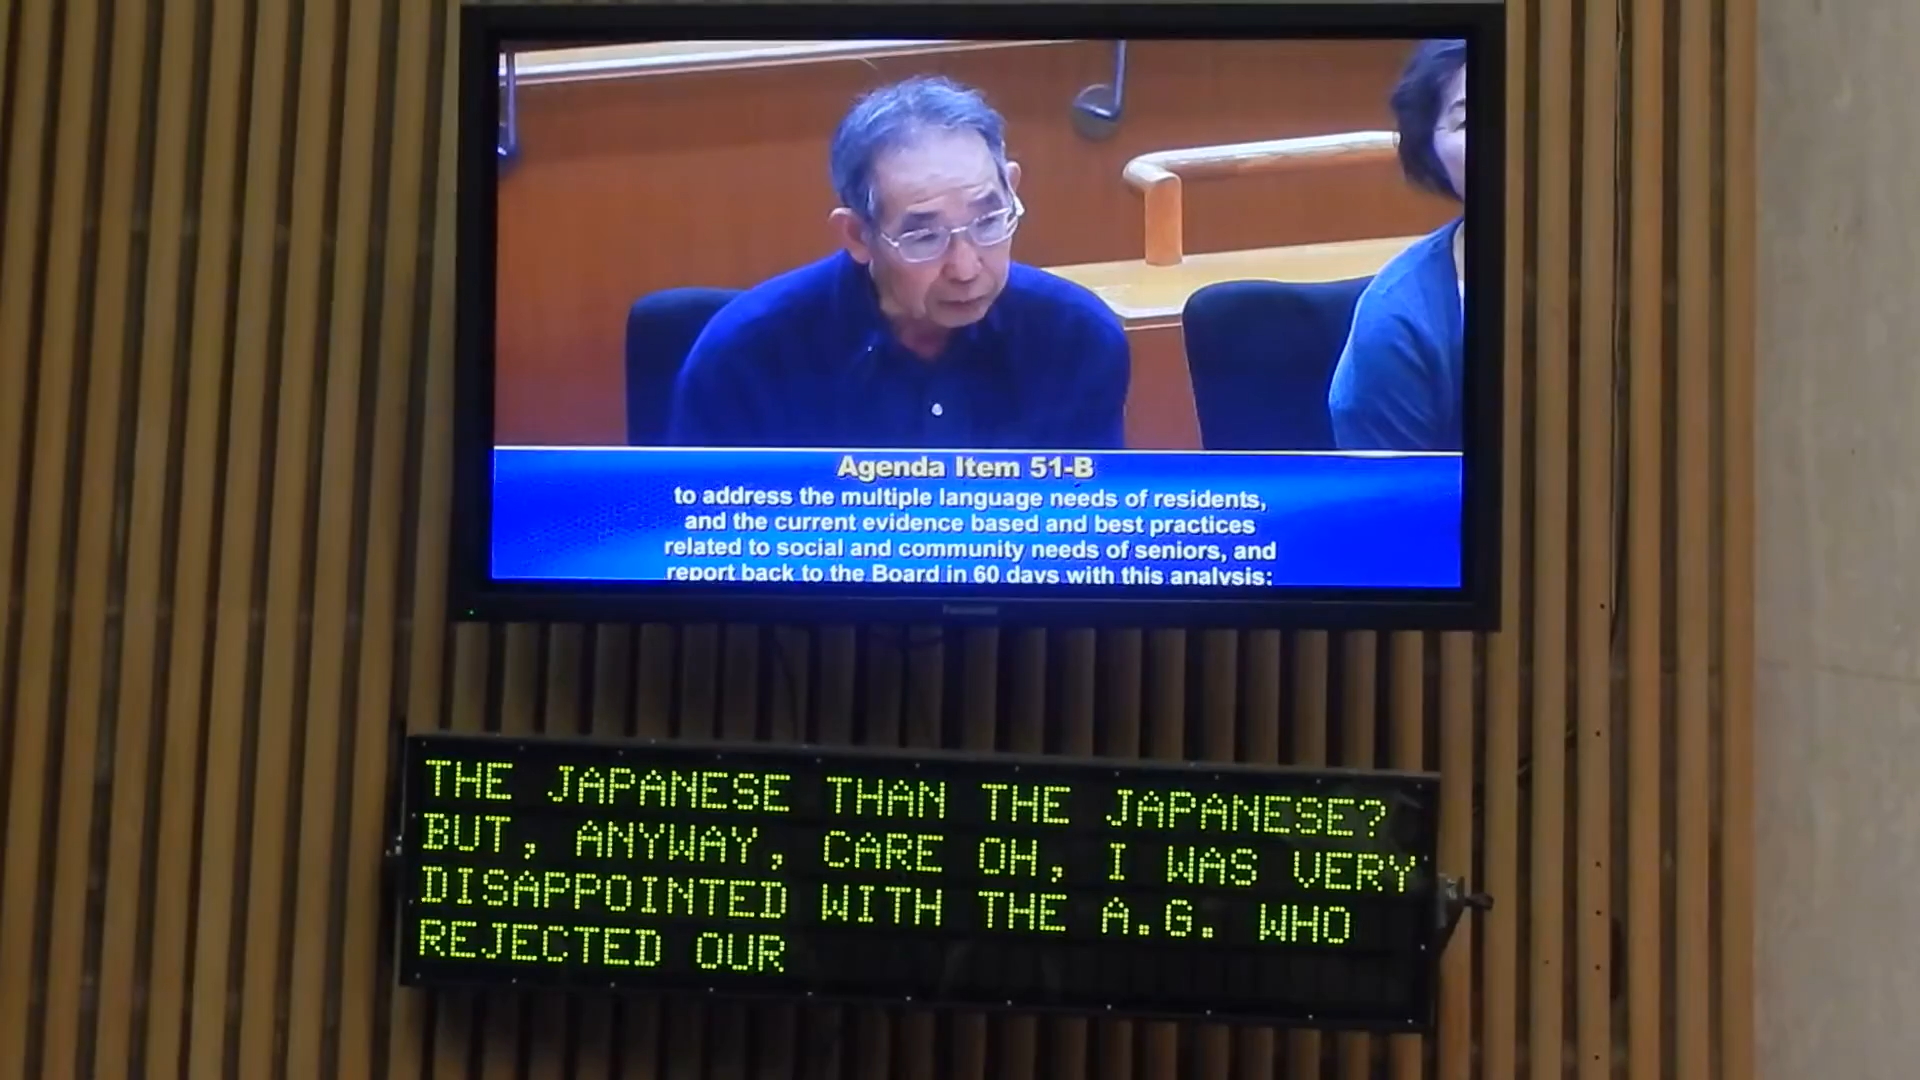 Agenda Item 51-B
to address the multiple language needs of residents,
and the current evidence based and best practices
related to social and community needs of seniors, and
report back to the Board in 60 days with this analysis;
Panasonic
THE JAPANESE THAN THE JAPANESE?
BUT, ANYWAY, CARE OH, I WAS VERY
DISAPPOINTED WITH THE A.G. WHO
REJECTED OUR